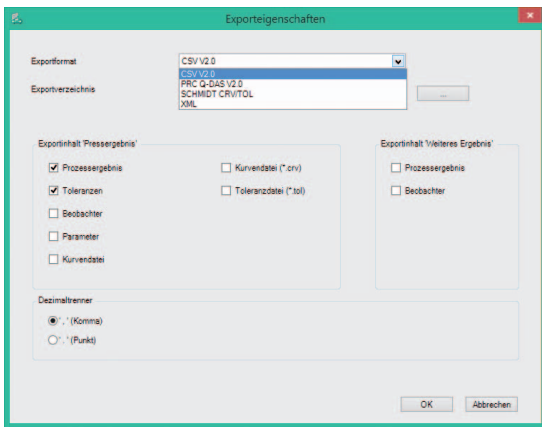 Exporteigenschaften
Exportformat
CSV V2.0
CSV V2.0
PRC Q-DAS V2.0
SCHMIDT CRV/TOL
XML
Exportverzeichnis
...
Exportinhalt 'Pressergebnis'
Prozessergebnis
Kurvendatei (*.crv)
Toleranzen
Toleranzdatei (*.tol)
Beobachter
Parameter
Kurvendatei
Exportinhalt 'Weiteres Ergebnis'
Prozessergebnis
Beobachter
Dezimaltrenner
' , ' (Komma)
' . ' (Punkt)
OK
Abbrechen